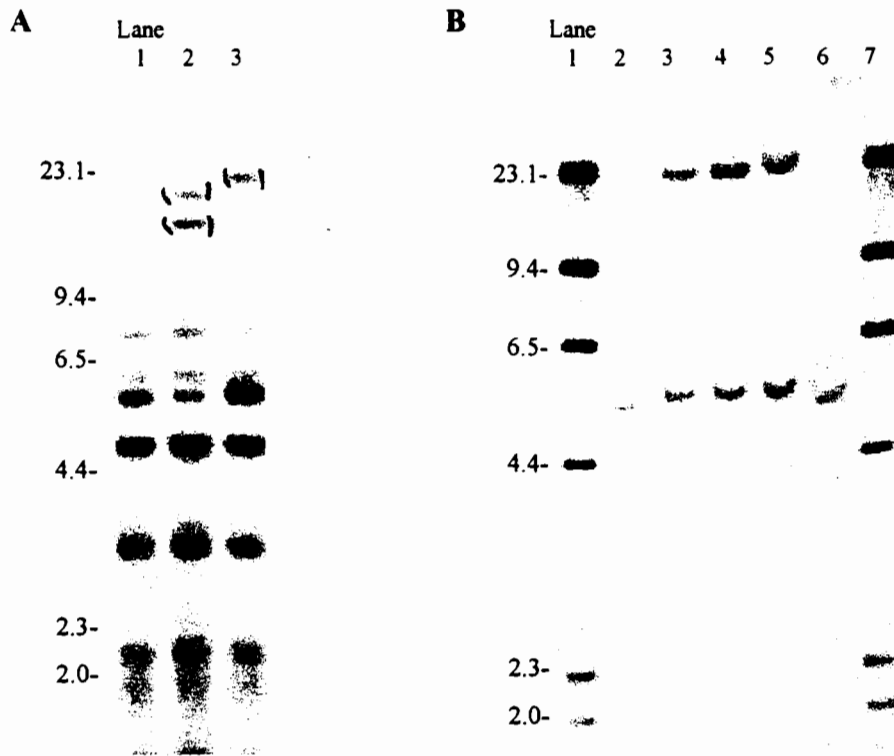 A
Lane
1 2 3
23.1-
9.4-
6.5-
4.4-
2.3-
2.0-
B
Lane
1 2 3 4 5 6 7
23.1-
9.4-
6.5-
4.4-
2.3-
2.0-